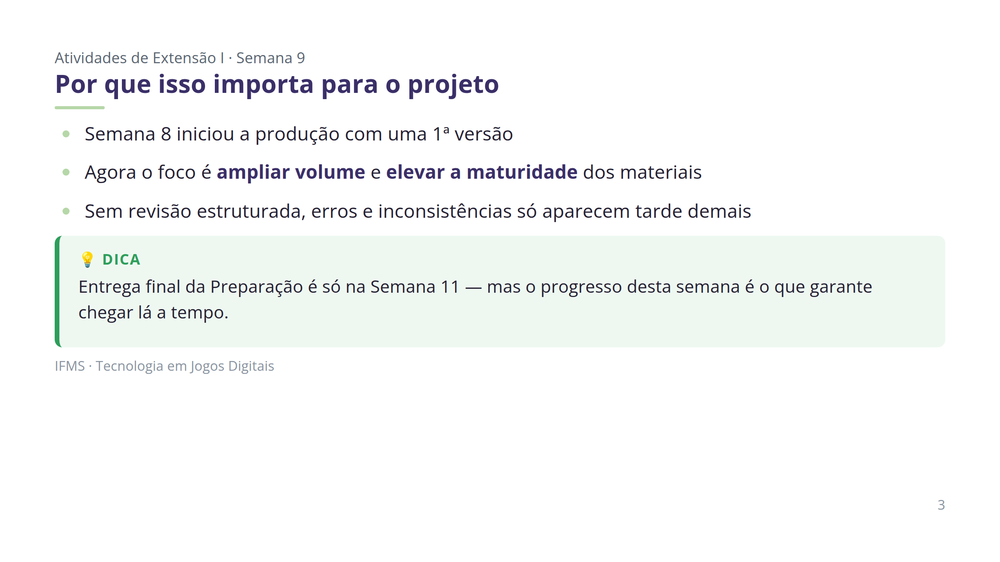 Atividades de Extensão I · Semana 9
Por que isso importa para o projeto
Semana 8 iniciou a produção com uma 1ª versão
Agora o foco é ampliar volume e elevar a maturidade dos materiais
Sem revisão estruturada, erros e inconsistências só aparecem tarde demais
💡 DICA
Entrega final da Preparação é só na Semana 11 — mas o progresso desta semana é o que garante
chegar lá a tempo.
IFMS · Tecnologia em Jogos Digitais
3